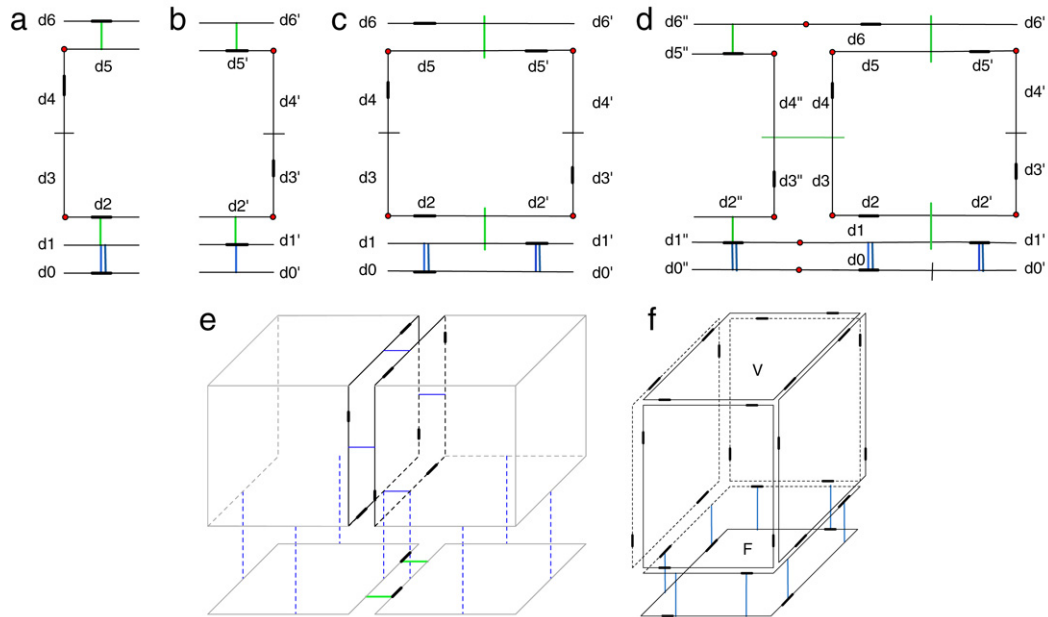 a
d6
d5
d4
d3
d2
d1
d0
b
d6'
d5'
d4'
d3'
d2'
d1'
d0'
c
d6 d6'
d5 d5'
d4 d4'
d3 d3'
d2 d2'
d1 d1'
d0 d0'
d
d6" d6 d6'
d5" d5 d5'
d4" d4 d4'
d3" d3 d3'
d2" d2 d2'
d1" d1 d1'
d0" d0 d0'
e
f
V
F